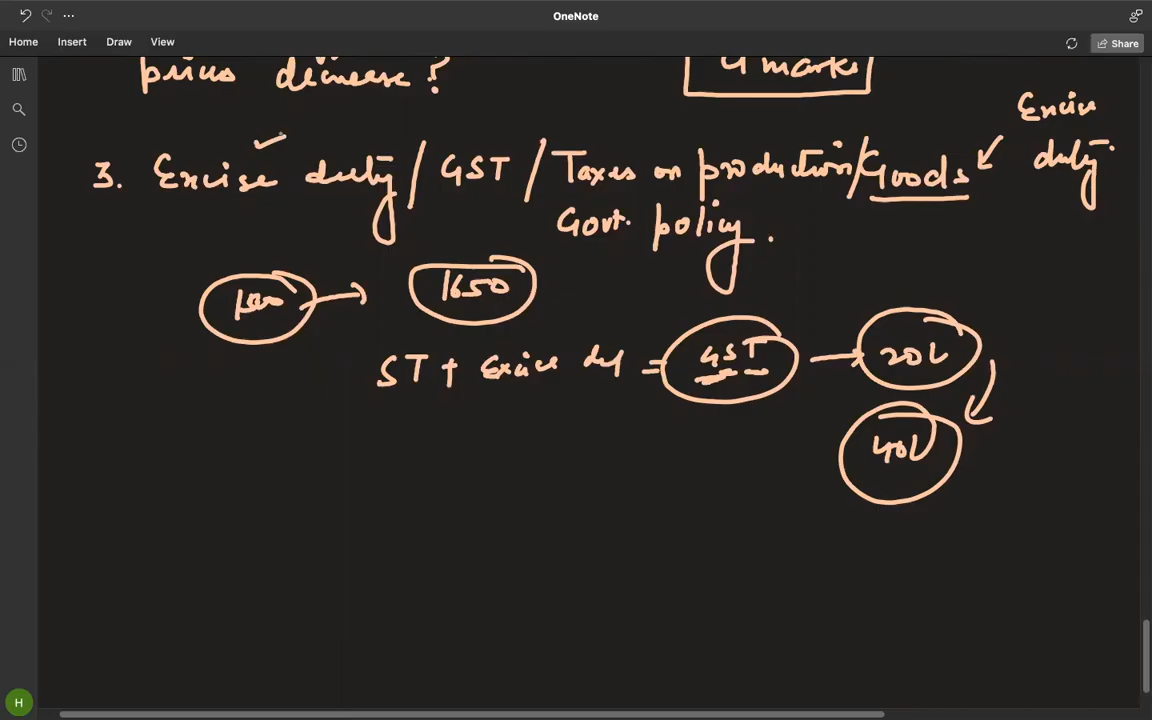 OneNote
Home Insert Draw View
Share
prices decrease?
4 marks
Excise
duty.
3. Excise duty / GST / Taxes on production/Goods
Govt. policy.
1650
ST + Excise = GST → 20L
40L
H